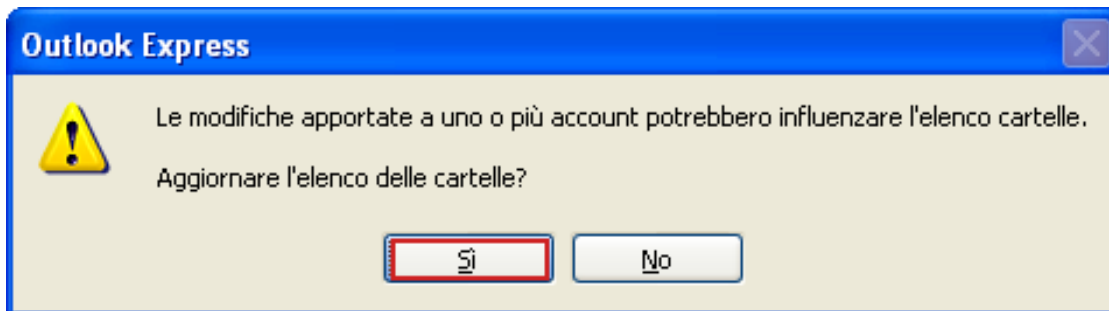 Outlook Express
Le modifiche apportate a uno o più account potrebbero influenzare l'elenco cartelle.
Aggiornare l'elenco delle cartelle?
Sì
No